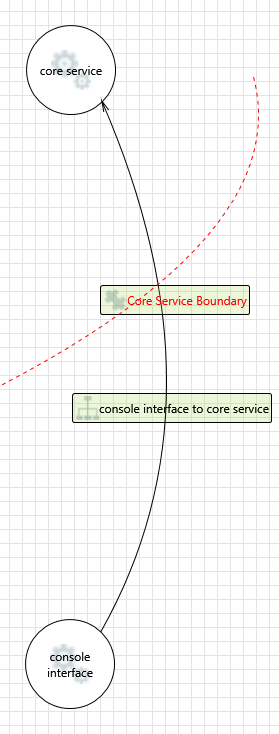 core service
Core Service Boundary
console interface to core service
console
interface